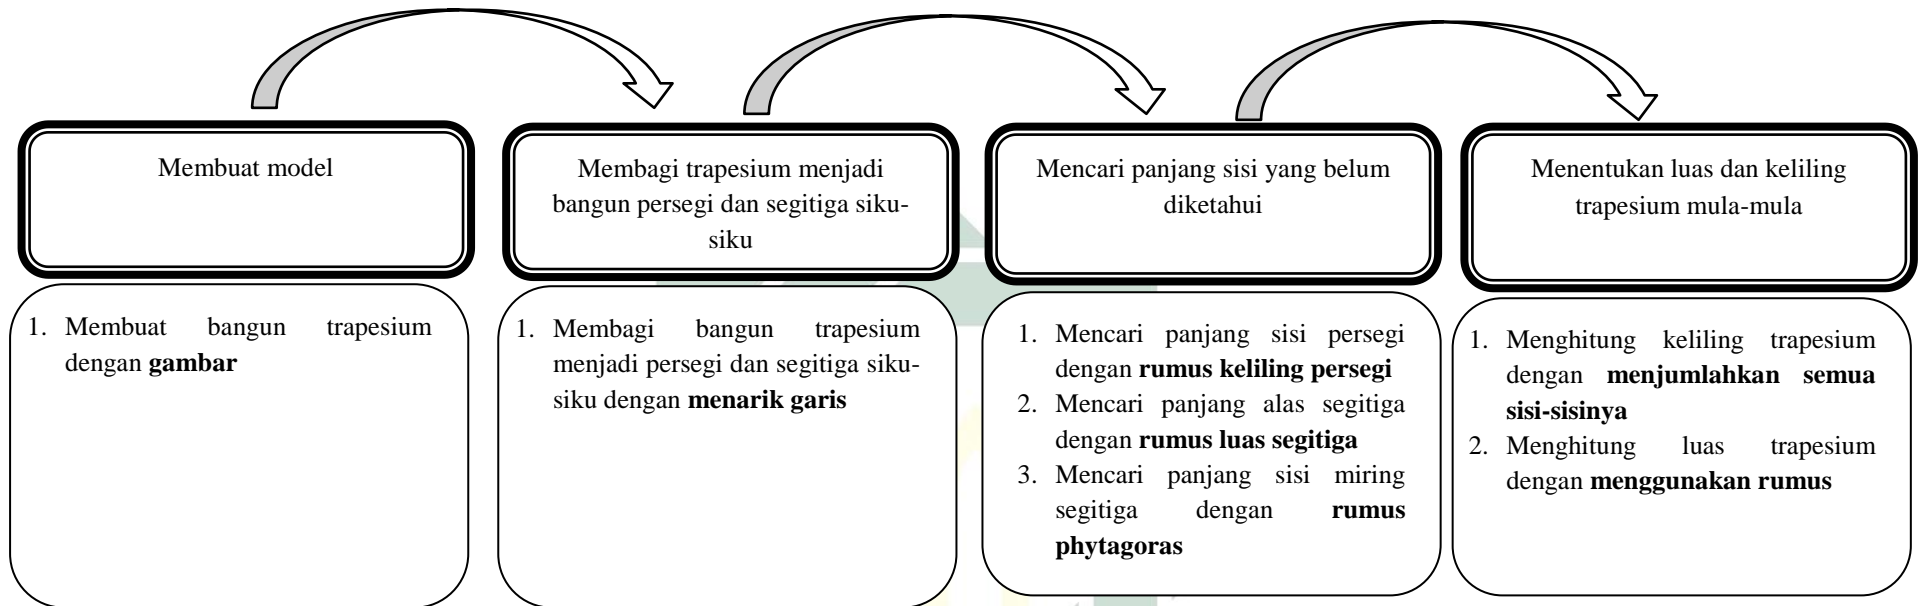 Membuat model
Membagi trapesium menjadi
bangun persegi dan segitiga siku-
siku
Mencari panjang sisi yang belum
diketahui
Menentukan luas dan keliling
trapesium mula-mula
1. Membuat bangun trapesium
dengan gambar
1. Membagi bangun trapesium
menjadi persegi dan segitiga siku-
siku dengan menarik garis
1. Mencari panjang sisi persegi
dengan rumus keliling persegi
2. Mencari panjang alas segitiga
dengan rumus luas segitiga
3. Mencari panjang sisi miring
segitiga dengan rumus
phytagoras
1. Menghitung keliling trapesium
dengan menjumlahkan semua
sisi-sisinya
2. Menghitung luas trapesium
dengan menggunakan rumus